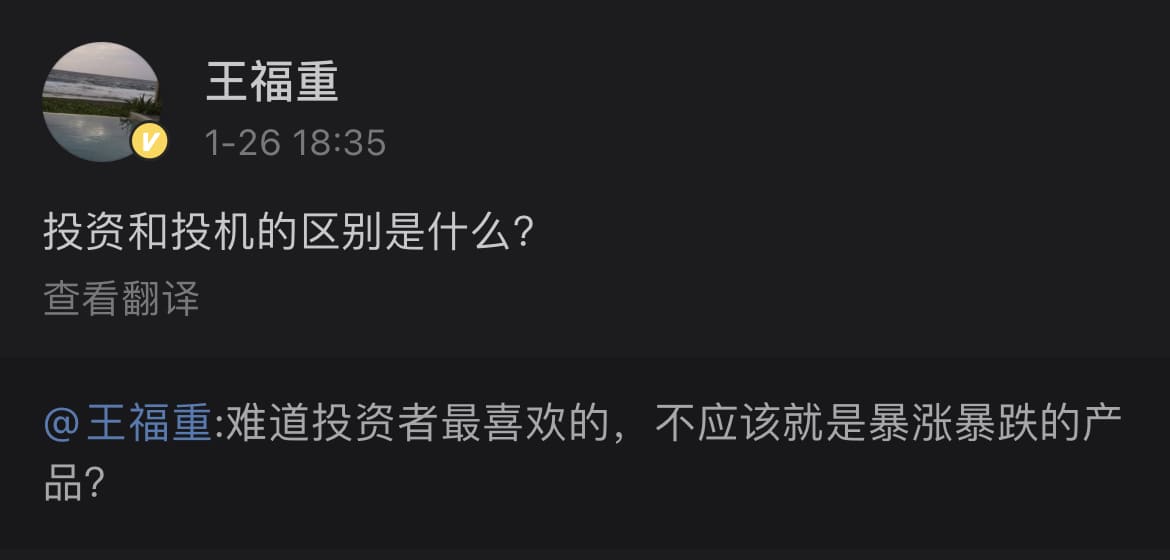 王福重
1-26 18:35
投资和投机的区别是什么?
查看翻译
@王福重:难道投资者最喜欢的，不应该就是暴涨暴跌的产
品?